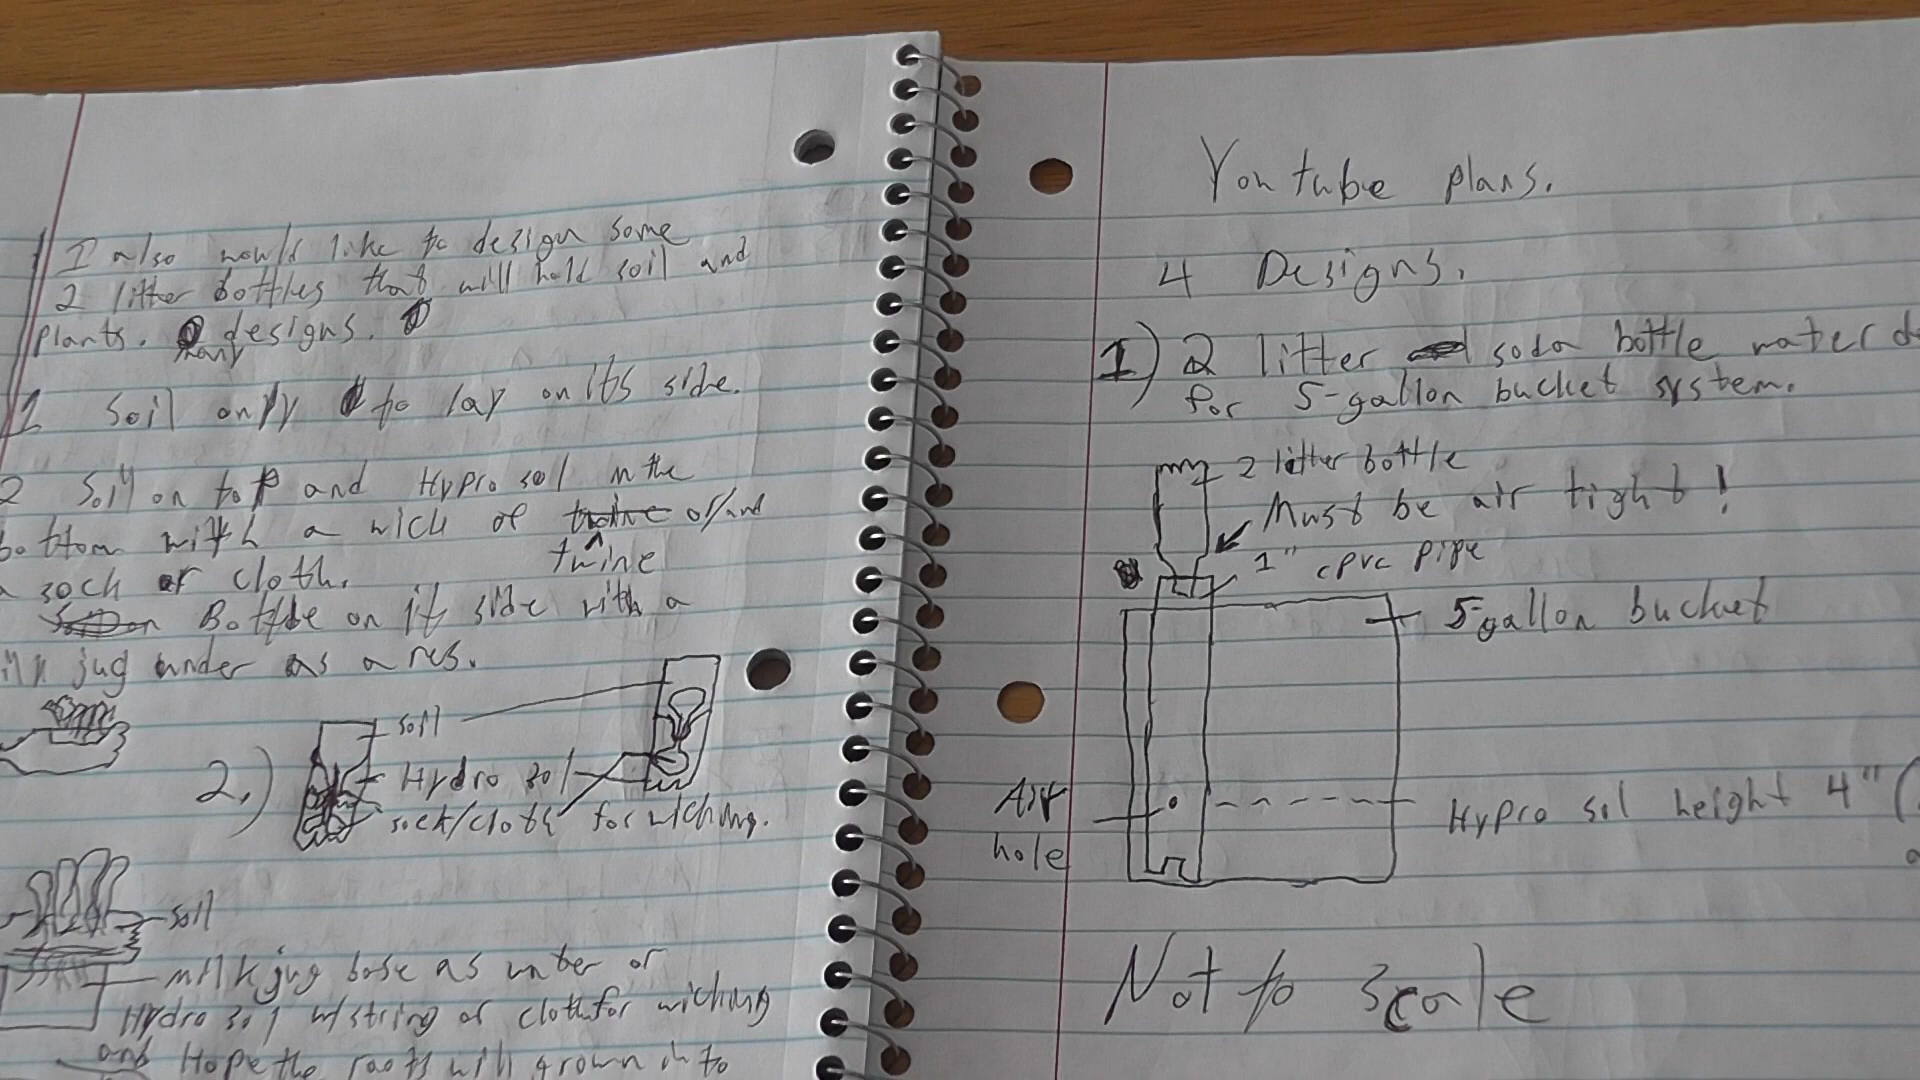 I also would like to design some
2 litter bottles that will hold soil and
plants. many designs.
1 Soil only to lay on its side.
2 Soil on top and Hypro sol in the
bottom with a wick of twine or/and
a sock or cloth.
Bottle on it side with a
jug under as a res.
2.)
soil
Hydro sol
sock/cloth for wicking.
soil
milk jug base as water or
Hydro sol w/string or cloth for wicking
and Hope the roots will grown in to
Youtube plans.
4 Designs.
1) 2 litter soda bottle water
for 5-gallon bucket system.
2 litter bottle
Must be air tight!
1" cpvc pipe
5-gallon bucket
Air
hole
Hypro sol height 4" (
Not to scale